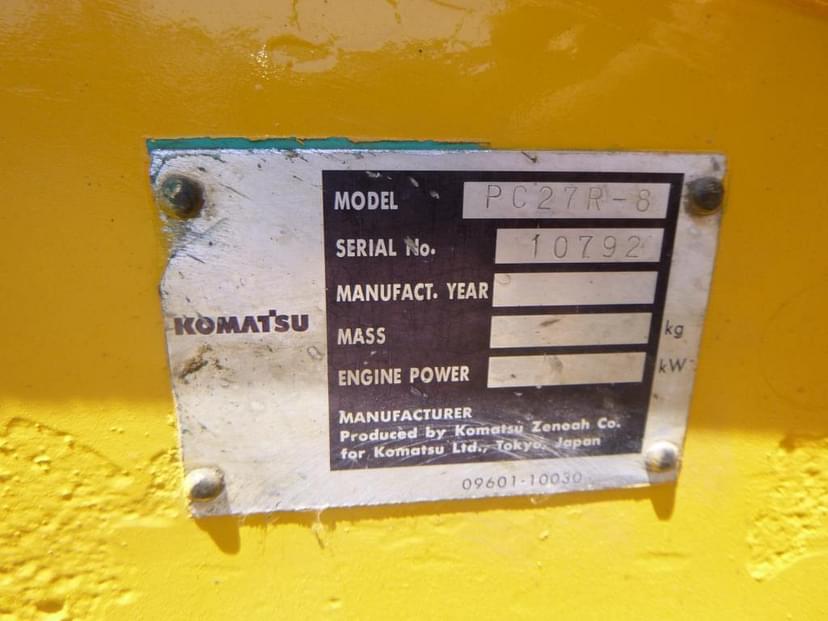 MODEL PC27R-8
SERIAL No. 10792
MANUFACT. YEAR
KOMATSU
MASS kg
ENGINE POWER kW
MANUFACTURER
Produced by Komatsu Zenoah Co.
for Komatsu Ltd., Tokyo, Japan
09601-10030